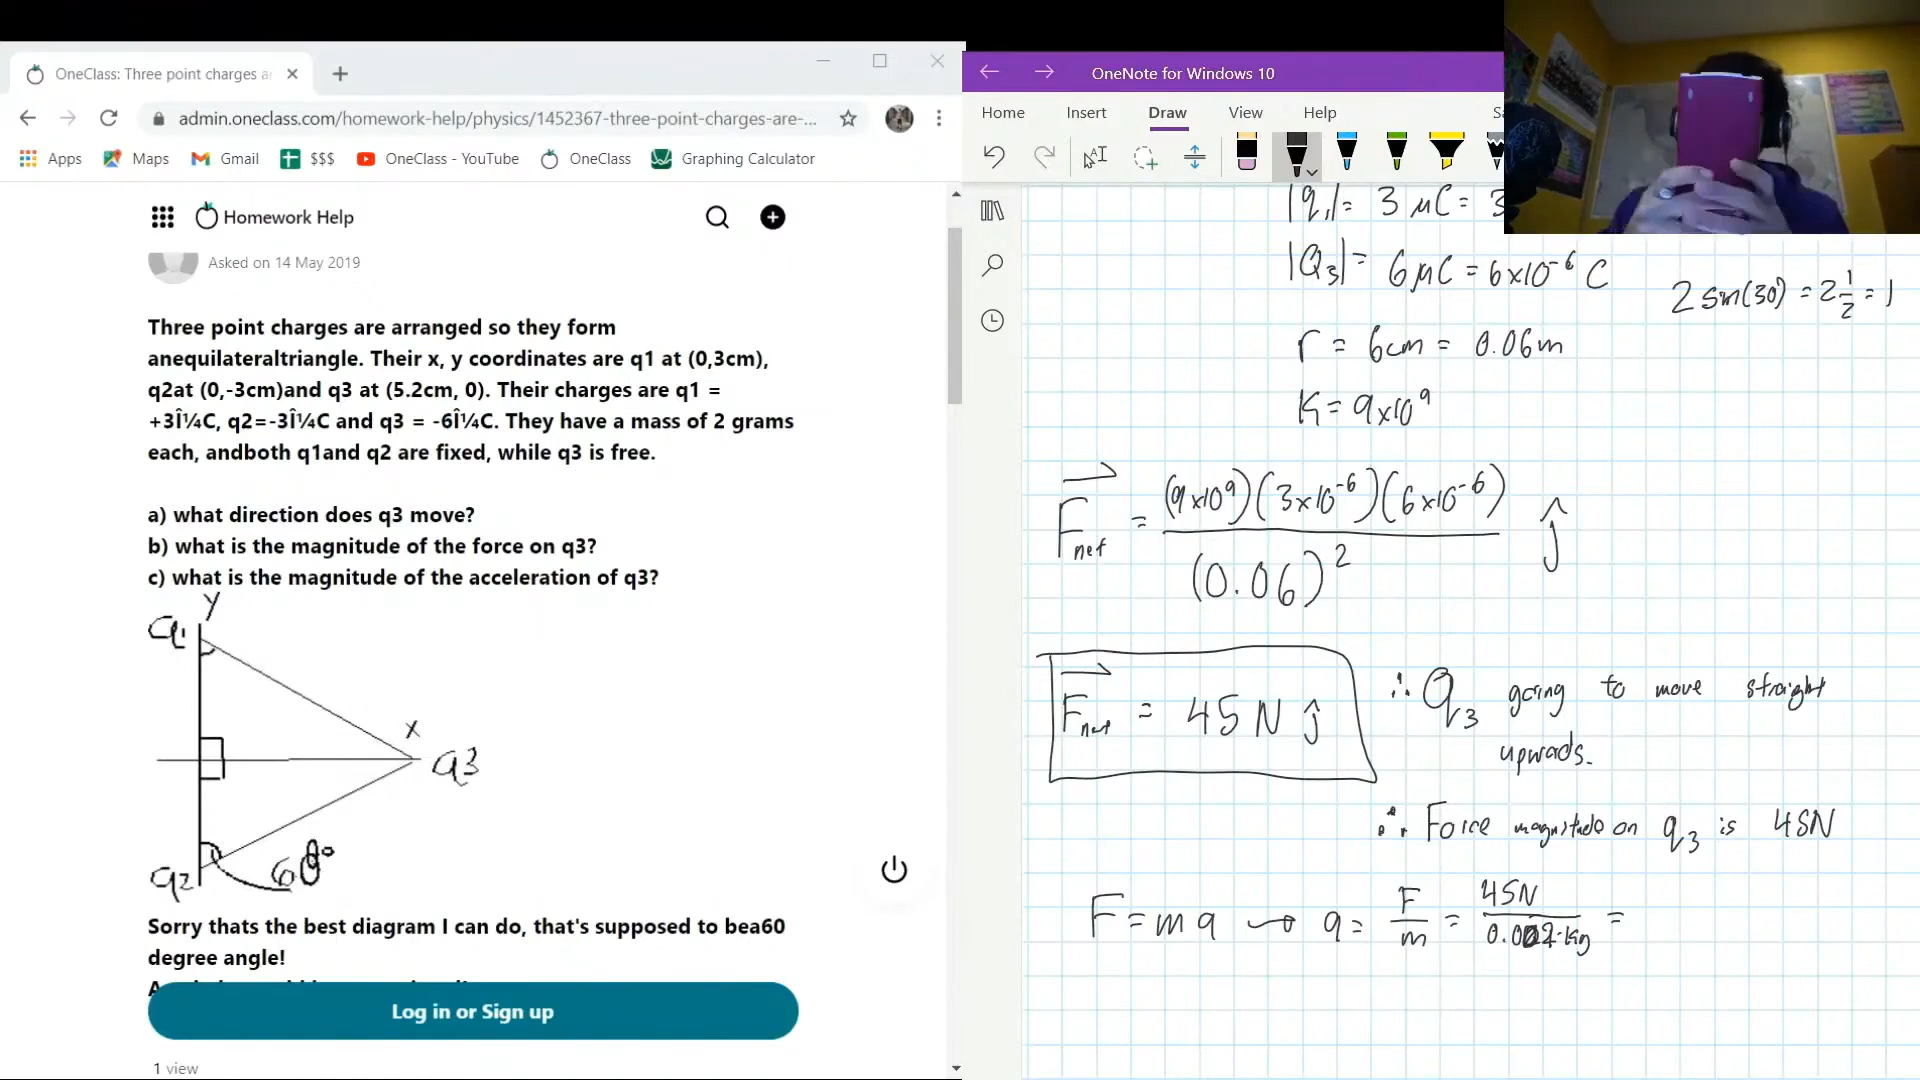 OneClass: Three point charges a
admin.oneclass.com/homework-help/physics/1452367-three-point-charges-are-...
Apps
Maps
Gmail
$$$
OneClass - YouTube
OneClass
Graphing Calculator
Homework Help
Asked on 14 May 2019
Three point charges are arranged so they form
anequilateraltriangle. Their x, y coordinates are q1 at (0,3cm),
q2at (0,-3cm)and q3 at (5.2cm, 0). Their charges are q1 =
+3Î¼C, q2=-3Î¼C and q3 = -6Î¼C. They have a mass of 2 grams
each, andboth q1and q2 are fixed, while q3 is free.
a) what direction does q3 move?
b) what is the magnitude of the force on q3?
c) what is the magnitude of the acceleration of q3?
y
q1
x
q3
q2
60°
Sorry thats the best diagram I can do, that's supposed to bea60
degree angle!
Log in or Sign up
1 view
OneNote for Windows 10
Home
Insert
Draw
View
Help
|q1| = 3 μC = 3
|Q3| = 6μC = 6x10^-6 C
2 sin(30) = 2 1/2 = 1
r = 6cm = 0.06m
K = 9x10^9
F net = (9x10^9)(3x10^-6)(6x10^-6) / (0.06)^2 ĵ
F net = 45 N ĵ
∴ Q3 going to move straight
upwards.
∴ Force magnitude on q3 is 45N
F = ma → a = F/m = 45N / 0.002 kg =